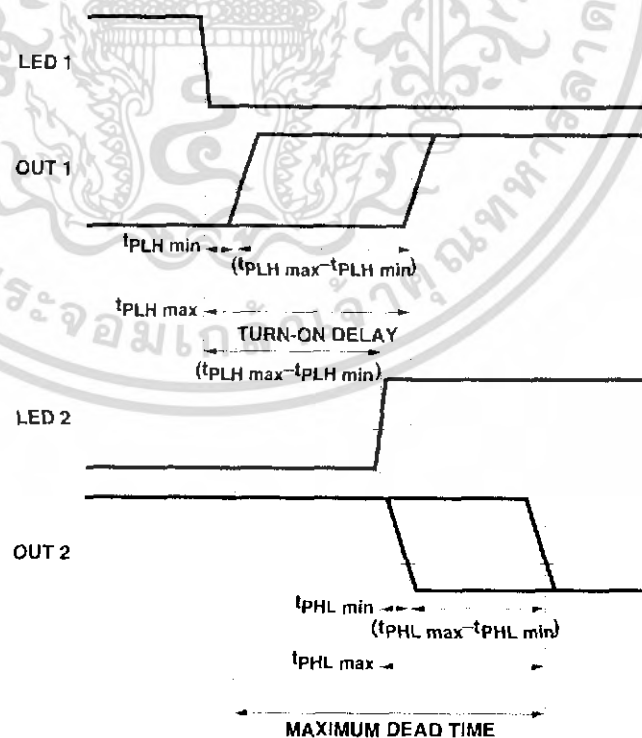 LED 1
OUT 1
tPLH min
(tPLH max–tPLH min)
tPLH max
TURN-ON DELAY
(tPLH max–tPLH min)
LED 2
OUT 2
tPHL min
(tPHL max–tPHL min)
tPHL max
MAXIMUM DEAD TIME